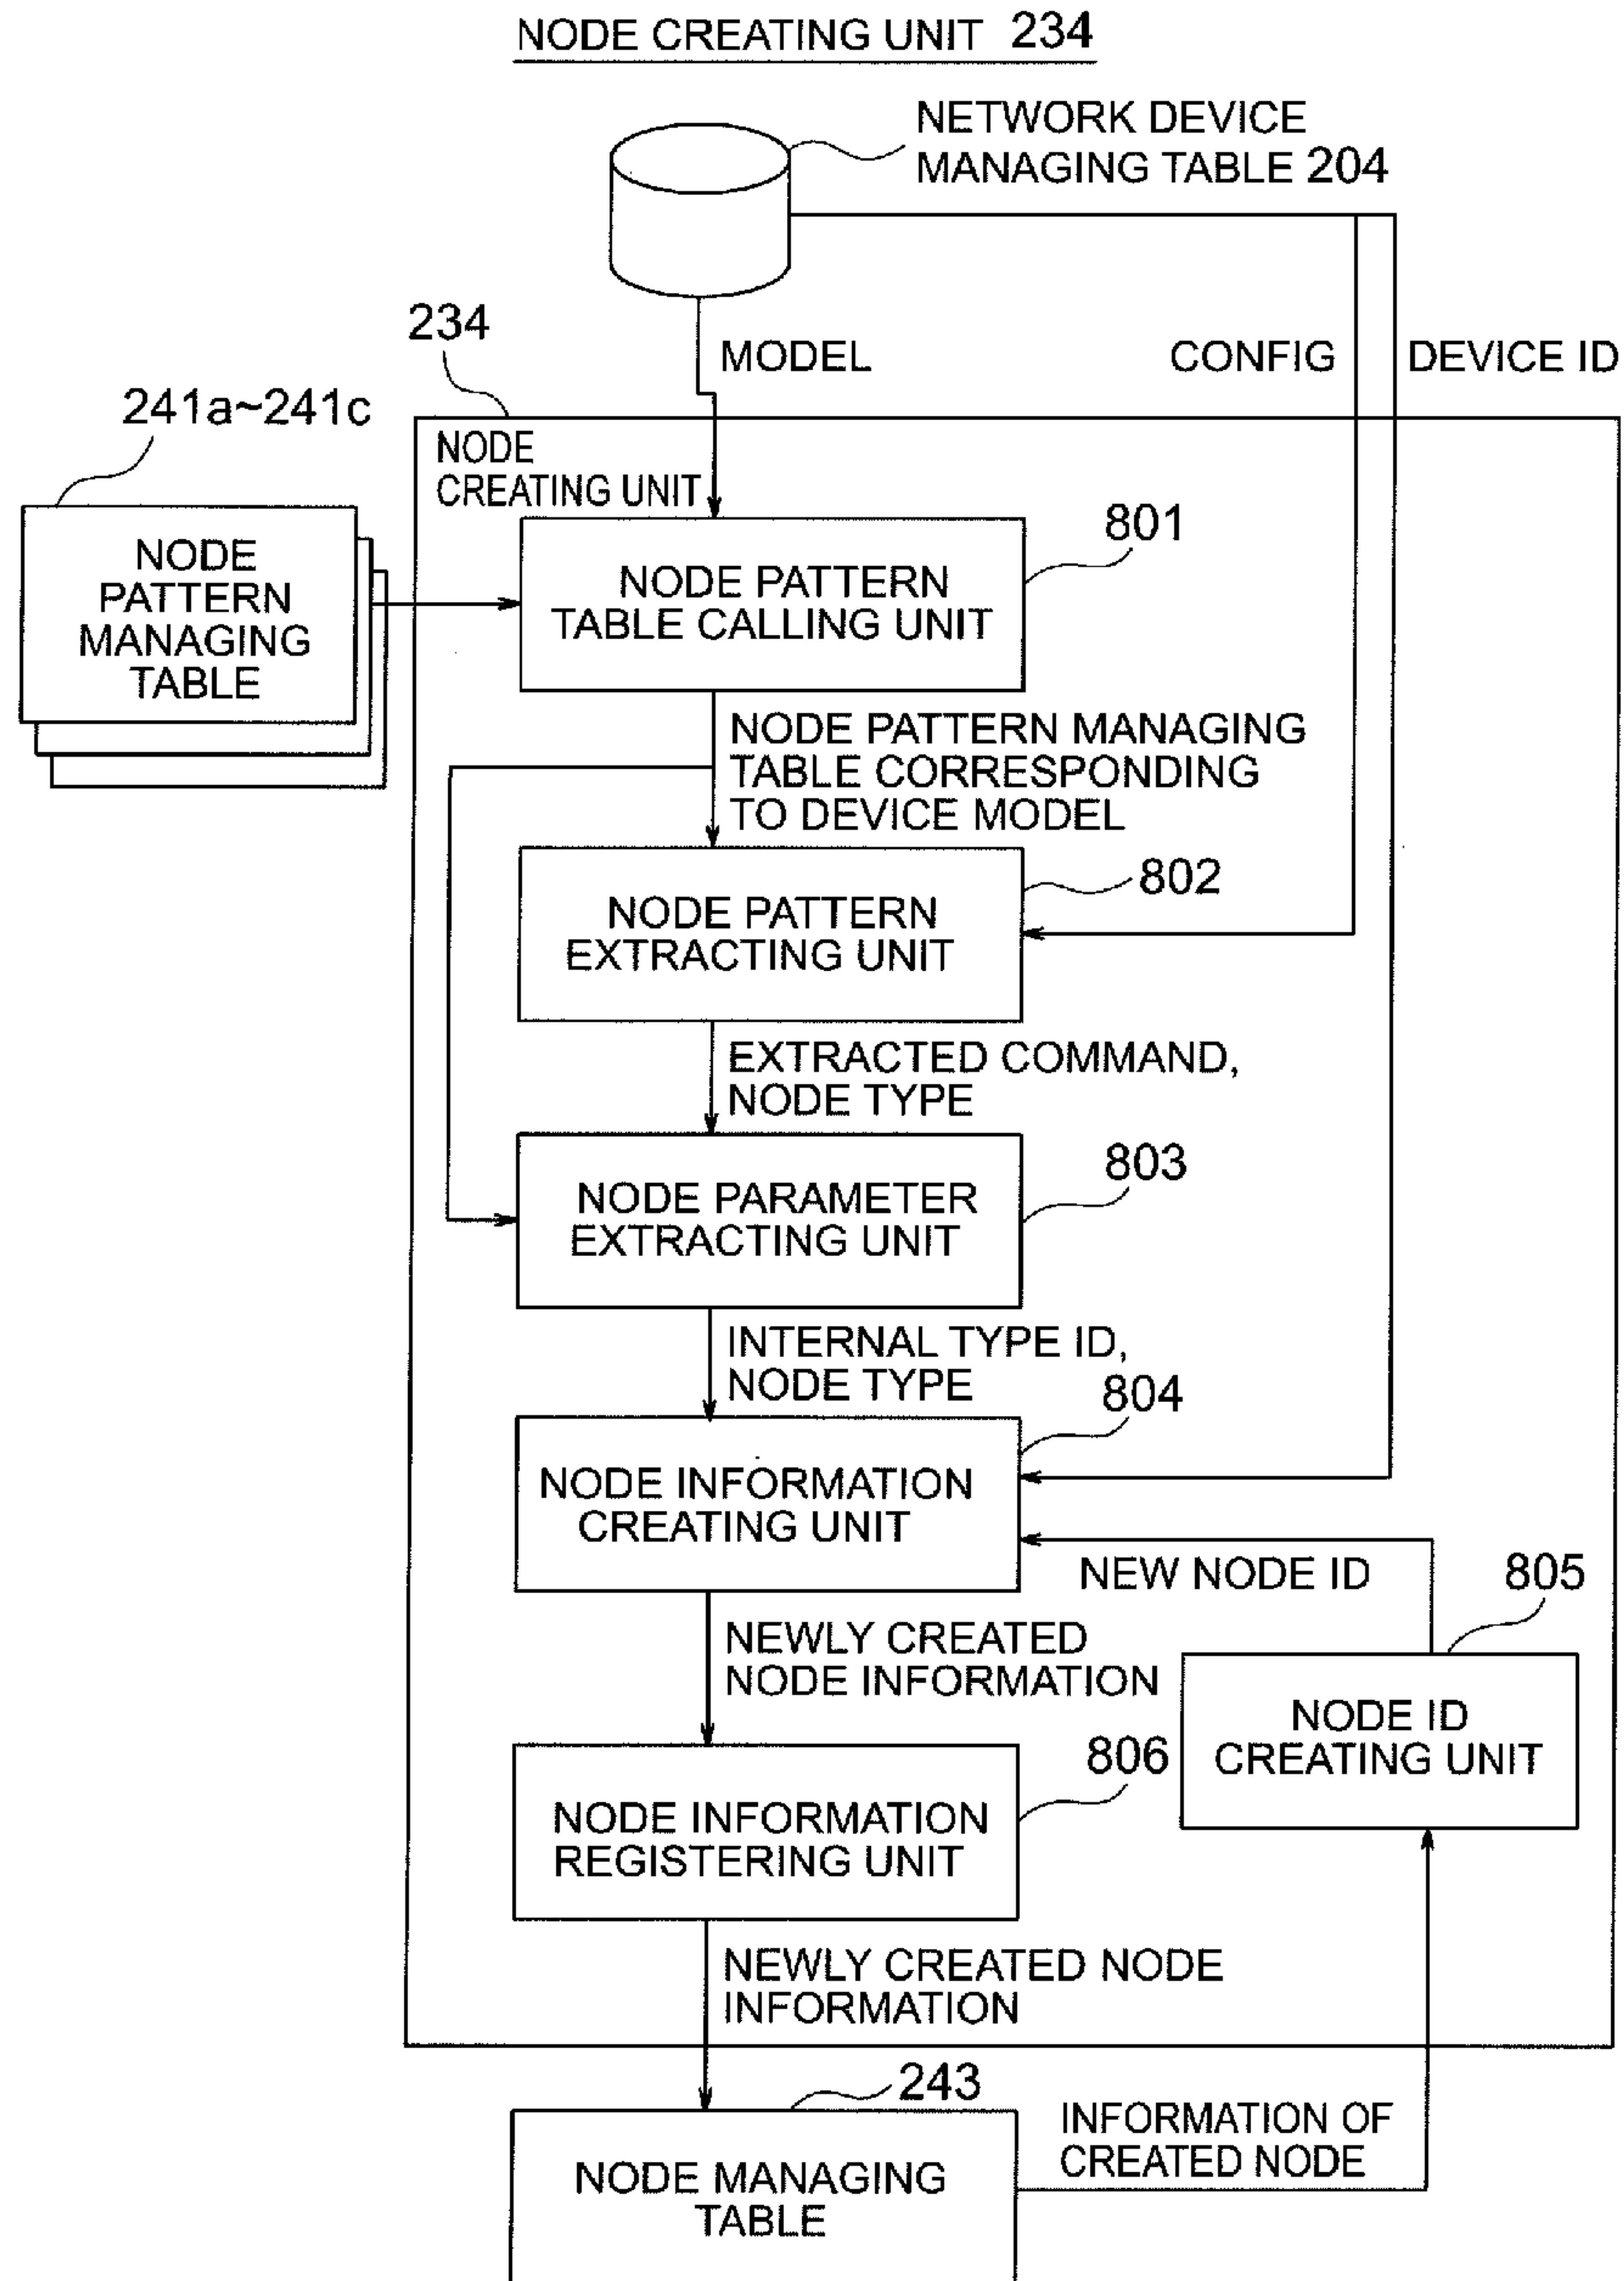 NODE CREATING UNIT 234
NETWORK DEVICE
MANAGING TABLE 204
234
MODEL
CONFIG
DEVICE ID
241a~241c
NODE
CREATING UNIT
NODE
PATTERN
MANAGING
TABLE
801
NODE PATTERN
TABLE CALLING UNIT
NODE PATTERN MANAGING
TABLE CORRESPONDING
TO DEVICE MODEL
802
NODE PATTERN
EXTRACTING UNIT
EXTRACTED COMMAND,
NODE TYPE
803
NODE PARAMETER
EXTRACTING UNIT
INTERNAL TYPE ID,
NODE TYPE
804
NODE INFORMATION
CREATING UNIT
NEW NODE ID
805
NEWLY CREATED
NODE INFORMATION
NODE ID
CREATING UNIT
806
NODE INFORMATION
REGISTERING UNIT
NEWLY CREATED NODE
INFORMATION
243
INFORMATION OF
CREATED NODE
NODE MANAGING
TABLE